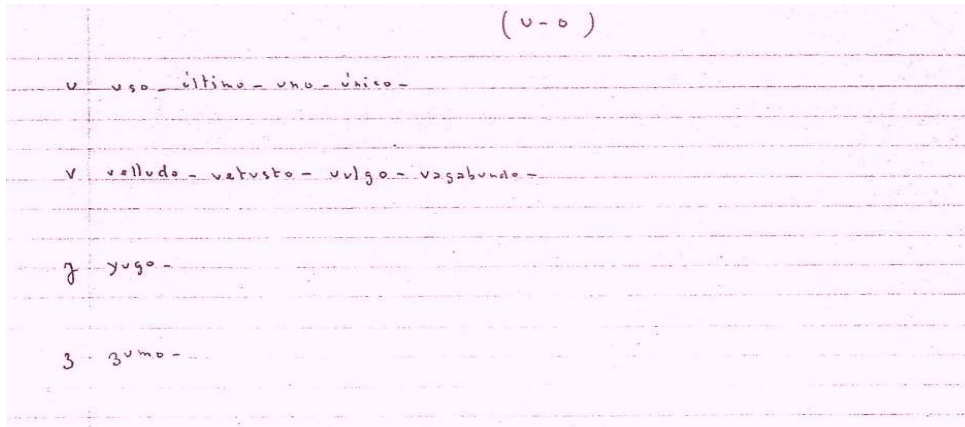 (u-o)
u uso - último - uno - único -
v velludo - vetusto - vulgo - vagabundo -
y yugo -
z zumo -